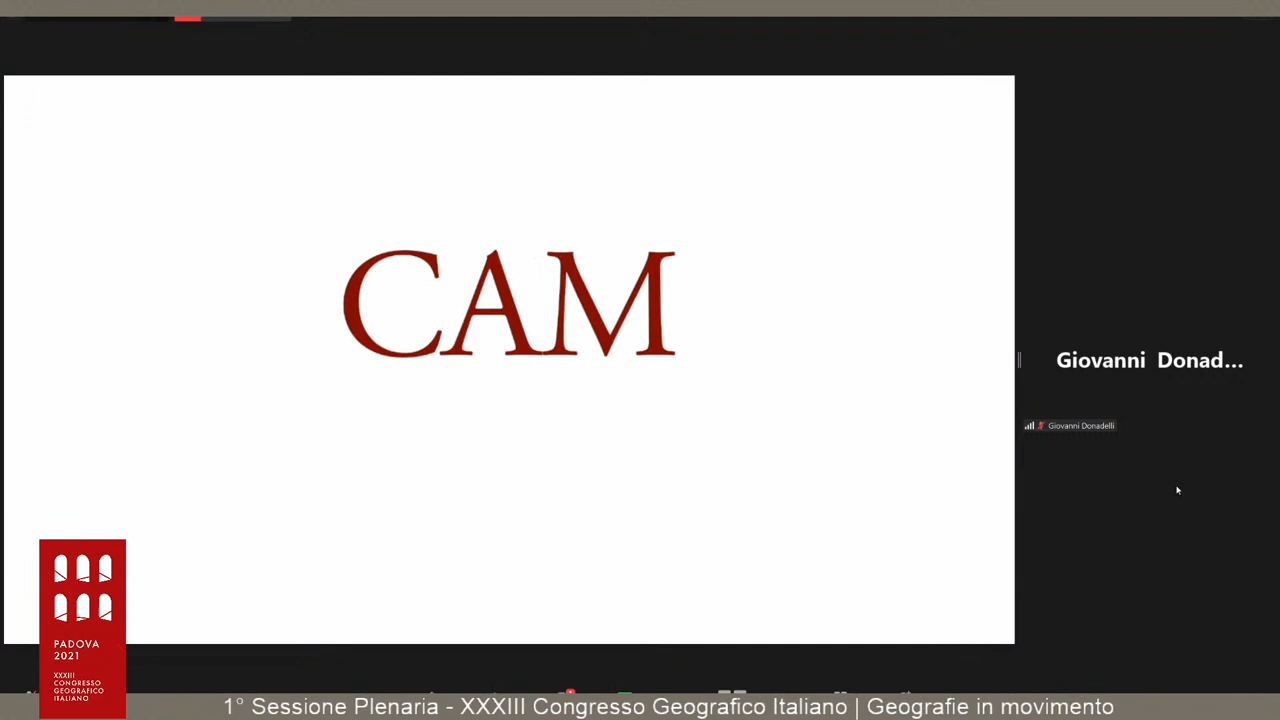 CAM
Giovanni Donad...
Giovanni Donadelli
PADOVA
2021
XXXIII
CONGRESSO
GEOGRAFICO
ITALIANO
1° Sessione Plenaria - XXXIII Congresso Geografico Italiano | Geografie in movimento